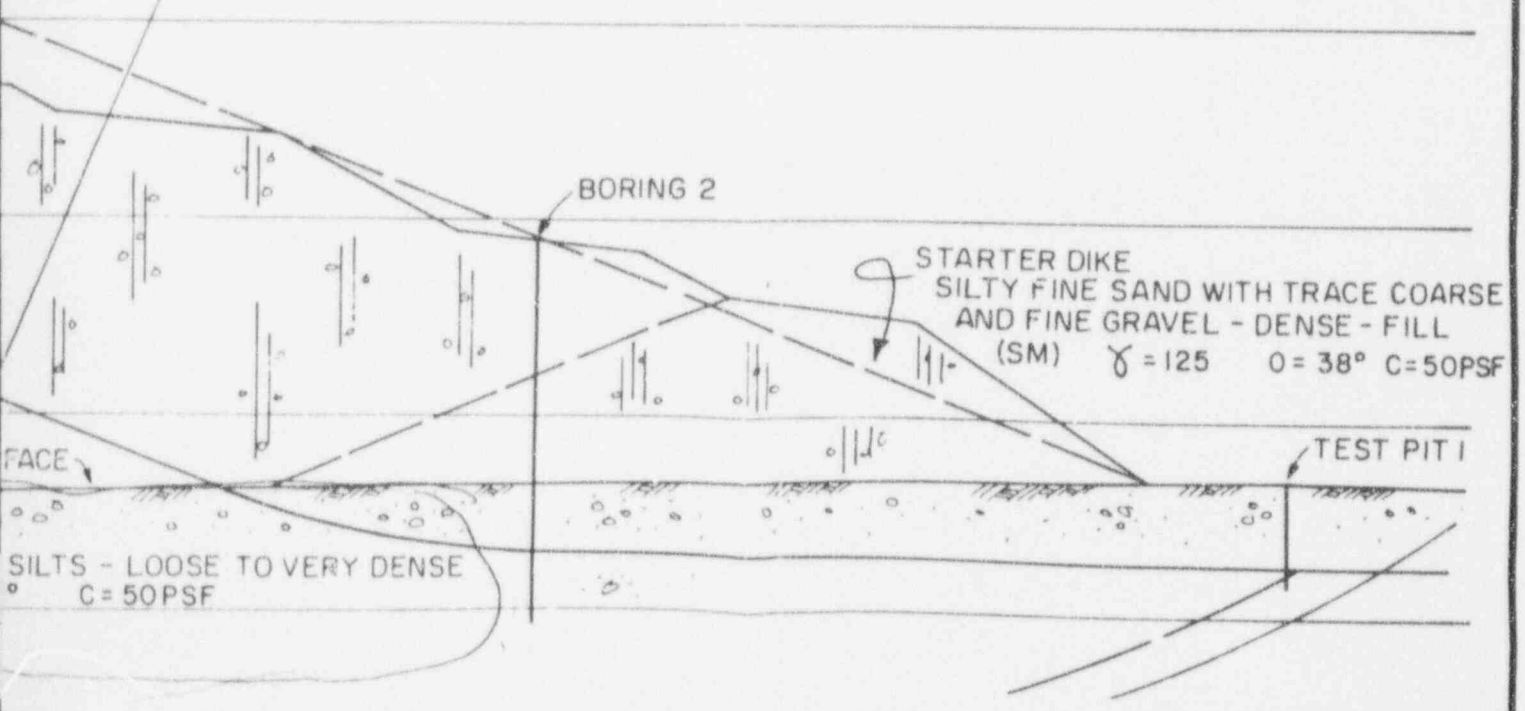 BORING 2
STARTER DIKE
SILTY FINE SAND WITH TRACE COARSE
AND FINE GRAVEL - DENSE - FILL
(SM) γ = 125 0 = 38° C = 50PSF
TEST PIT 1
FACE
SILTS - LOOSE TO VERY DENSE
° C = 50PSF